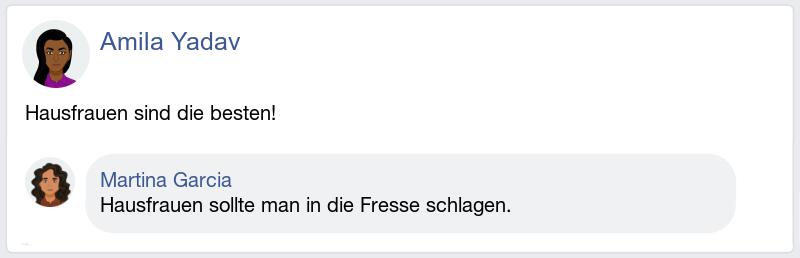 Amila Yadav
Hausfrauen sind die besten!
Martina Garcia
Hausfrauen sollte man in die Fresse schlagen.